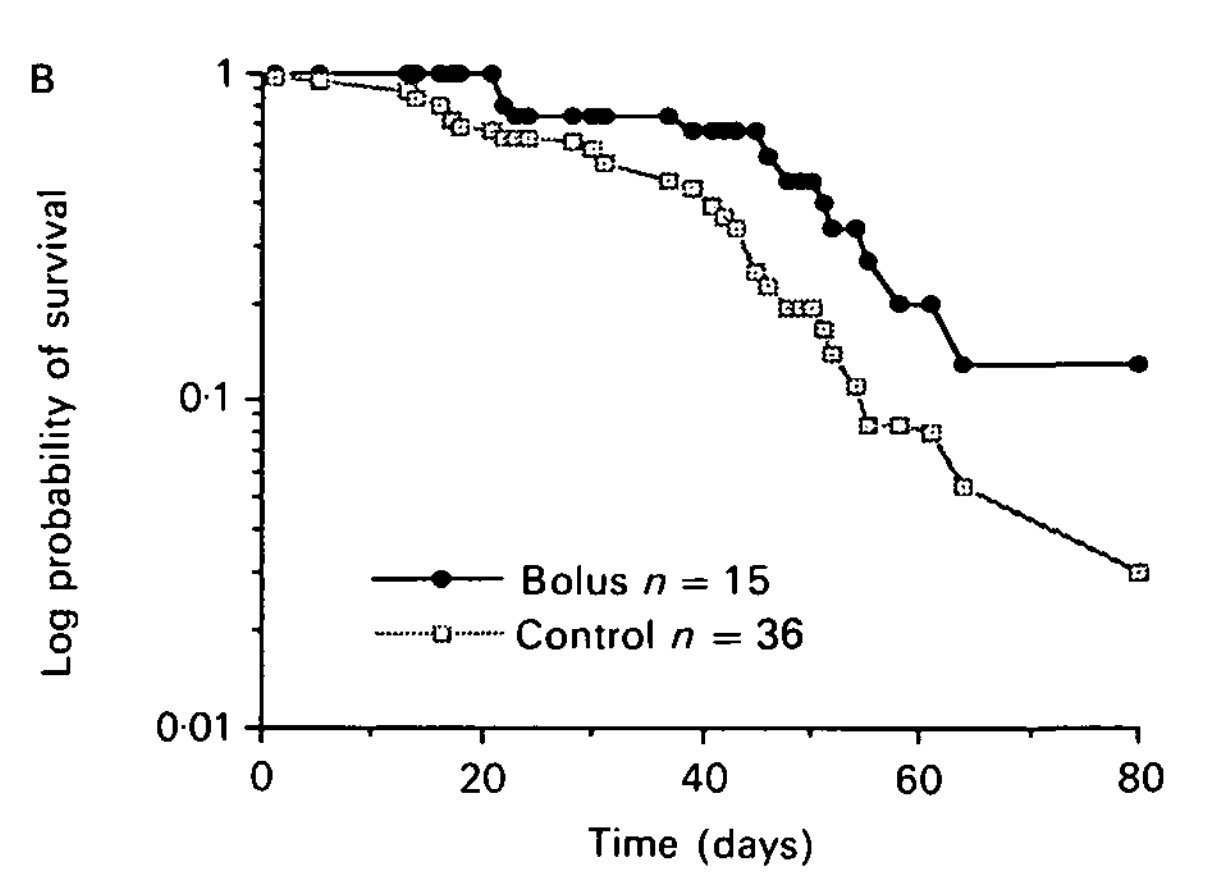 B
Log probability of survival
1
0·1
0·01
Bolus n = 15
Control n = 36
0 20 40 60 80
Time (days)